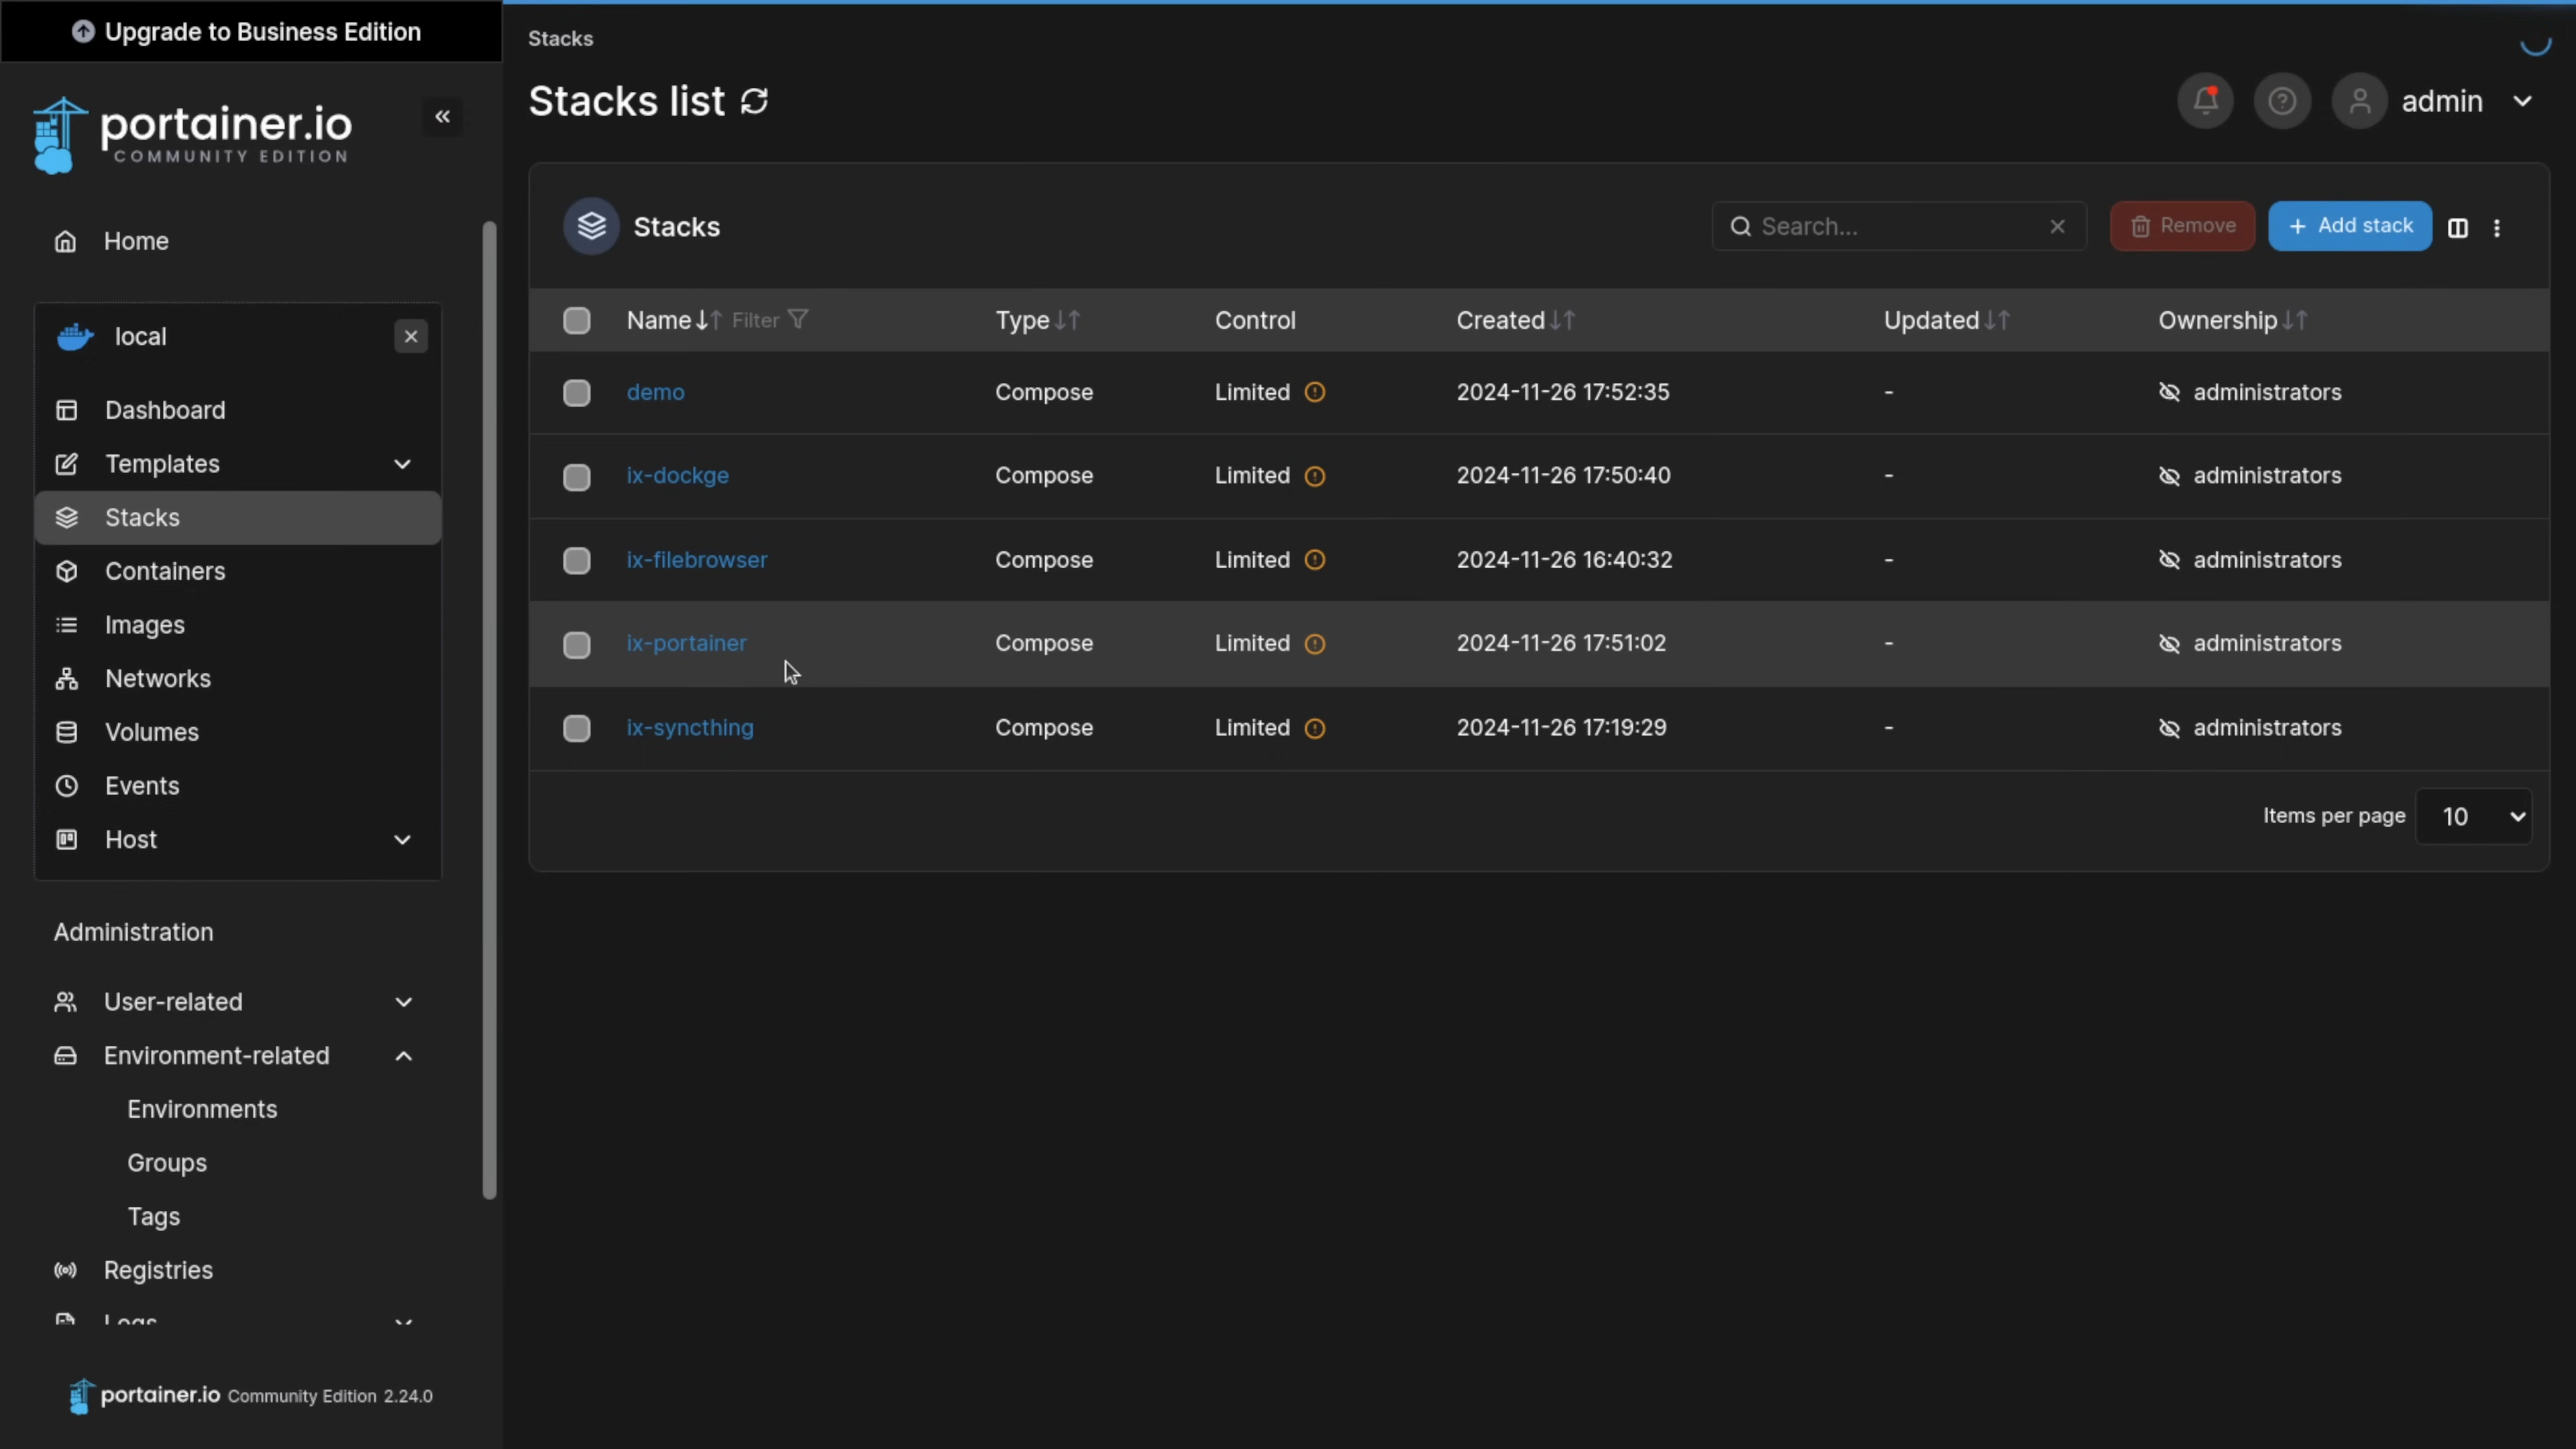 Upgrade to Business Edition
portainer.io
COMMUNITY EDITION
Home
local
Dashboard
Templates
Stacks
Containers
Images
Networks
Volumes
Events
Host
Administration
User-related
Environment-related
Environments
Groups
Tags
Registries
Logs
portainer.io Community Edition 2.24.0
Stacks
Stacks list
admin
Stacks
Search...
Remove
Add stack
Name Filter Type Control Created Updated Ownership
demo Compose Limited 2024-11-26 17:52:35 - administrators
ix-dockge Compose Limited 2024-11-26 17:50:40 - administrators
ix-filebrowser Compose Limited 2024-11-26 16:40:32 - administrators
ix-portainer Compose Limited 2024-11-26 17:51:02 - administrators
ix-syncthing Compose Limited 2024-11-26 17:19:29 - administrators
Items per page 10